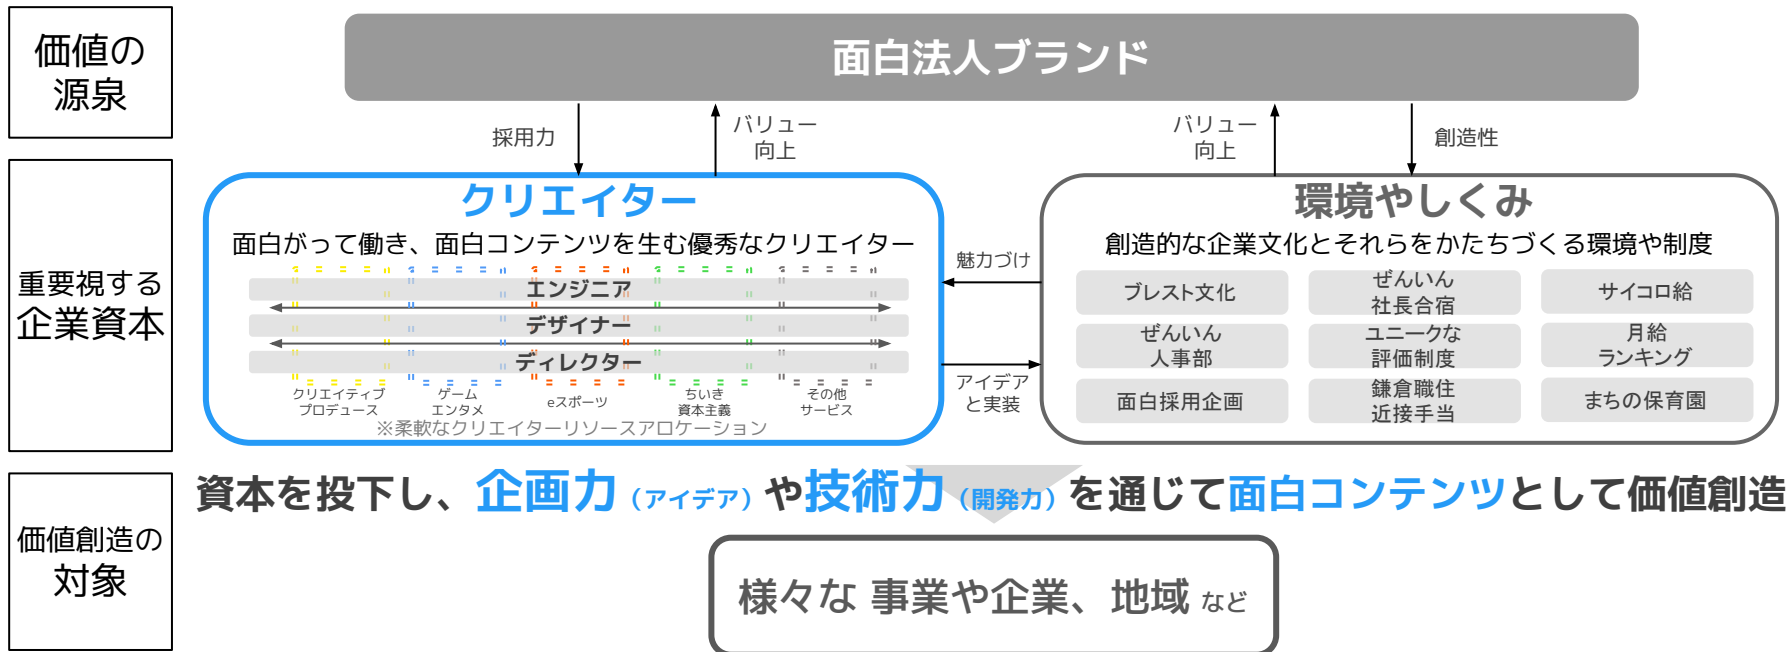 価値の
源泉
面白法人ブランド
採用力
バリュー
向上
バリュー
向上
創造性
重要視する
企業資本
クリエイター
面白がって働き、面白コンテンツを生む優秀なクリエイター
エンジニア
デザイナー
ディレクター
クリエイティブ
プロデュース
ゲーム
エンタメ
eスポーツ
ちいき
資本主義
その他
サービス
※柔軟なクリエイターリソースアロケーション
魅力づけ
アイデア
と実装
環境やしくみ
創造的な企業文化とそれらをかたちづくる環境や制度
ブレスト文化
ぜんいん
社長合宿
サイコロ給
ぜんいん
人事部
ユニークな
評価制度
月給
ランキング
面白採用企画
鎌倉職住
近接手当
まちの保育園
価値創造の
対象
資本を投下し、企画力（アイデア）や技術力（開発力）を通じて面白コンテンツとして価値創造
様々な 事業や企業、地域 など